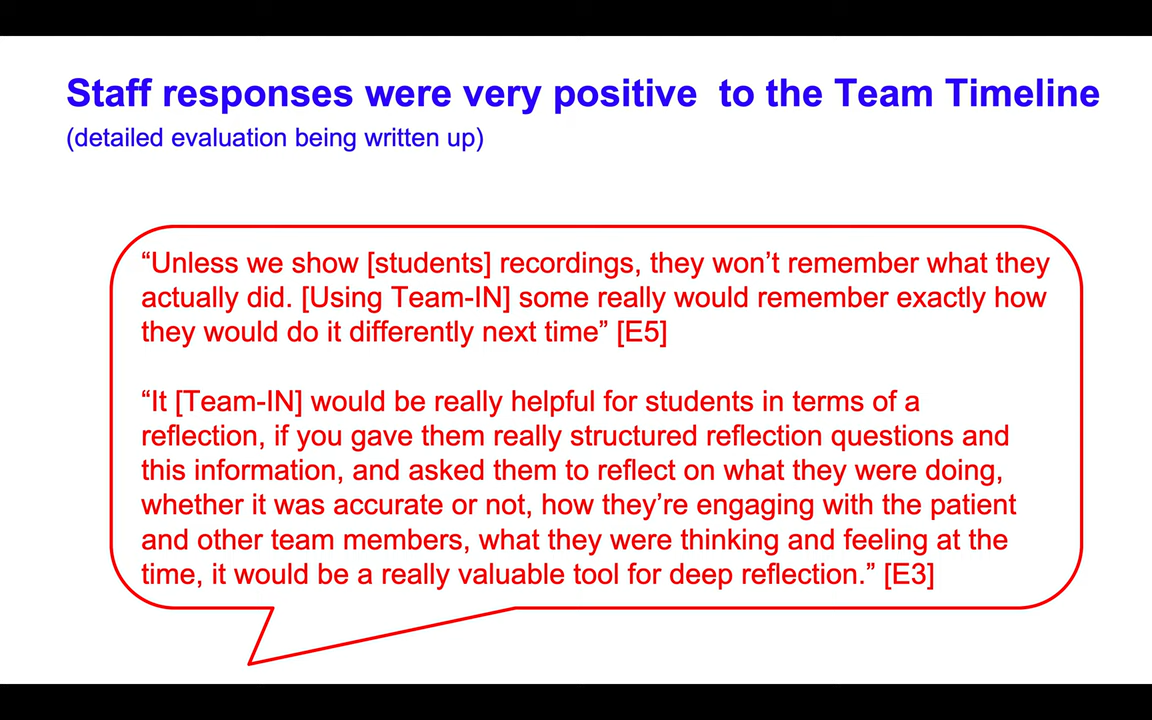 Staff responses were very positive  to the Team Timeline
(detailed evaluation being written up)
“Unless we show [students] recordings, they won’t remember what they
actually did. [Using Team-IN] some really would remember exactly how
they would do it differently next time” [E5]
“It [Team-IN] would be really helpful for students in terms of a
reflection, if you gave them really structured reflection questions and
this information, and asked them to reflect on what they were doing,
whether it was accurate or not, how they’re engaging with the patient
and other team members, what they were thinking and feeling at the
time, it would be a really valuable tool for deep reflection.” [E3]